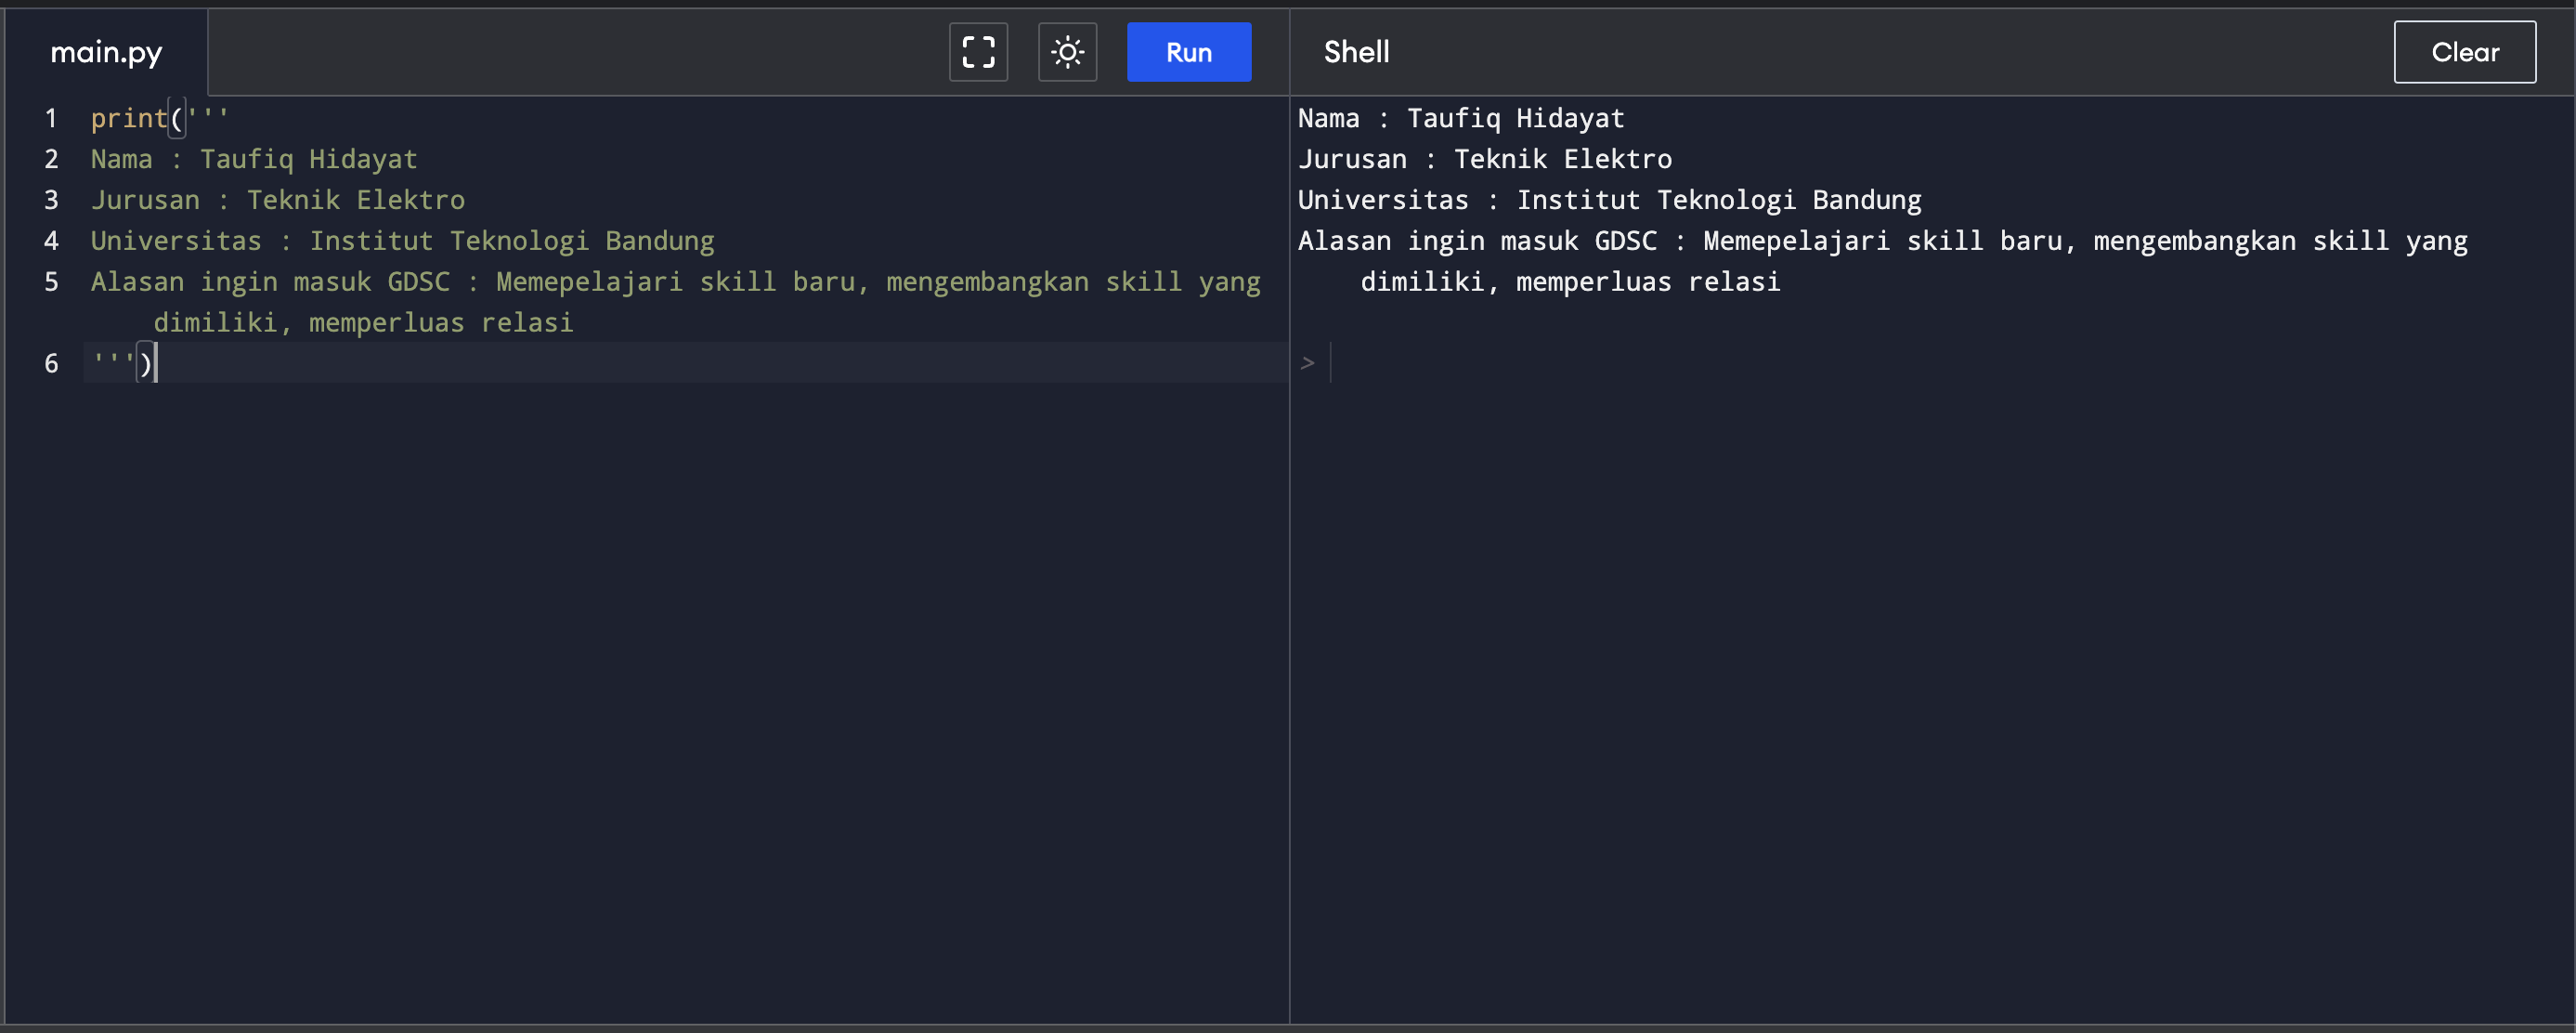 main.py
Run
Shell
Clear
1 print('''
2 Nama : Taufiq Hidayat
3 Jurusan : Teknik Elektro
4 Universitas : Institut Teknologi Bandung
5 Alasan ingin masuk GDSC : Memepelajari skill baru, mengembangkan skill yang
dimiliki, memperluas relasi
6 ''')
Nama : Taufiq Hidayat
Jurusan : Teknik Elektro
Universitas : Institut Teknologi Bandung
Alasan ingin masuk GDSC : Memepelajari skill baru, mengembangkan skill yang
dimiliki, memperluas relasi
>